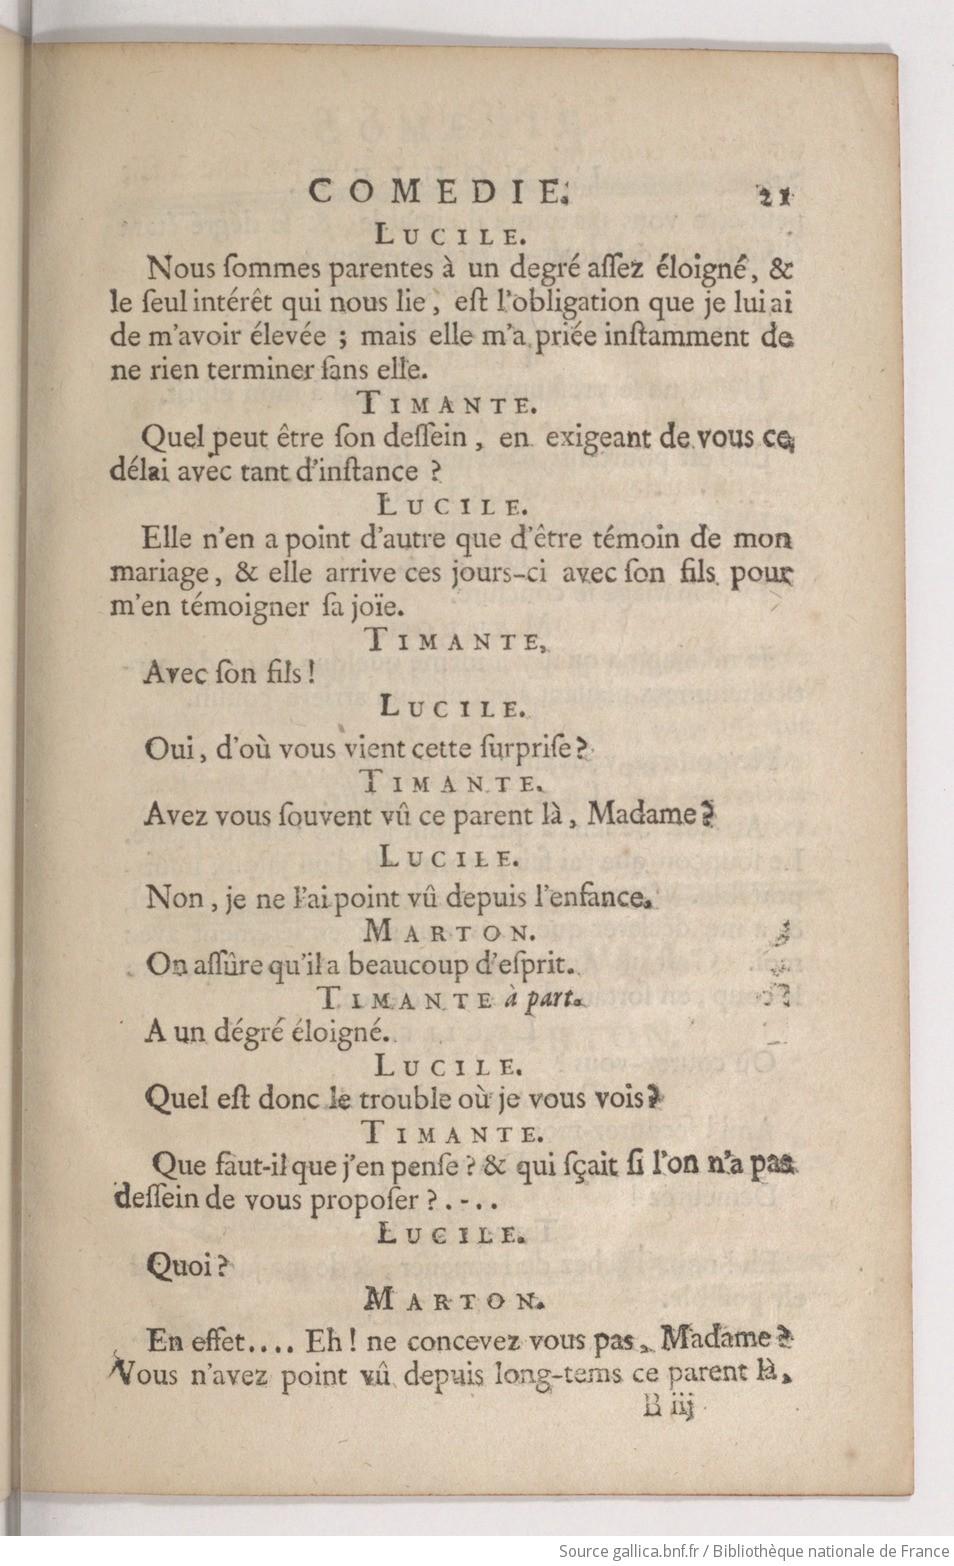 COMEDIE. 21
LUCILE.
Nous ſommes parentes à un degré aſſez éloigné, &
le ſeul intérêt qui nous lie, eſt l'obligation que je lui ai
de m'avoir élevée ; mais elle m'a priée inſtamment de
ne rien terminer ſans elle.
TIMANTE.
Quel peut être ſon deſſein, en exigeant de vous ce
délai avec tant d'inſtance ?
LUCILE.
Elle n'en a point d'autre que d'être témoin de mon
mariage, & elle arrive ces jours-ci avec ſon fils pour
m'en témoigner ſa joïe.
TIMANTE.
Avec ſon fils !
LUCILE.
Oui, d'où vous vient cette ſurpriſe ?
TIMANTE.
Avez vous ſouvent vû ce parent là, Madame ?
LUCILE.
Non, je ne l'ai point vû depuis l'enfance.
MARTON.
On aſſûre qu'il a beaucoup d'eſprit.
TIMANTE à part.
A un dégré éloigné.
LUCILE.
Quel eſt donc le trouble où je vous vois ?
TIMANTE.
Que faut-il que j'en penſe ? & qui ſçait ſi l'on n'a pas
deſſein de vous propoſer ? . - . .
LUCILE.
Quoi ?
MARTON.
En effet.... Eh ! ne concevez vous pas, Madame ?
Vous n'avez point vû depuis long-tems ce parent là,
B iij
Source gallica.bnf.fr / Bibliothèque nationale de France